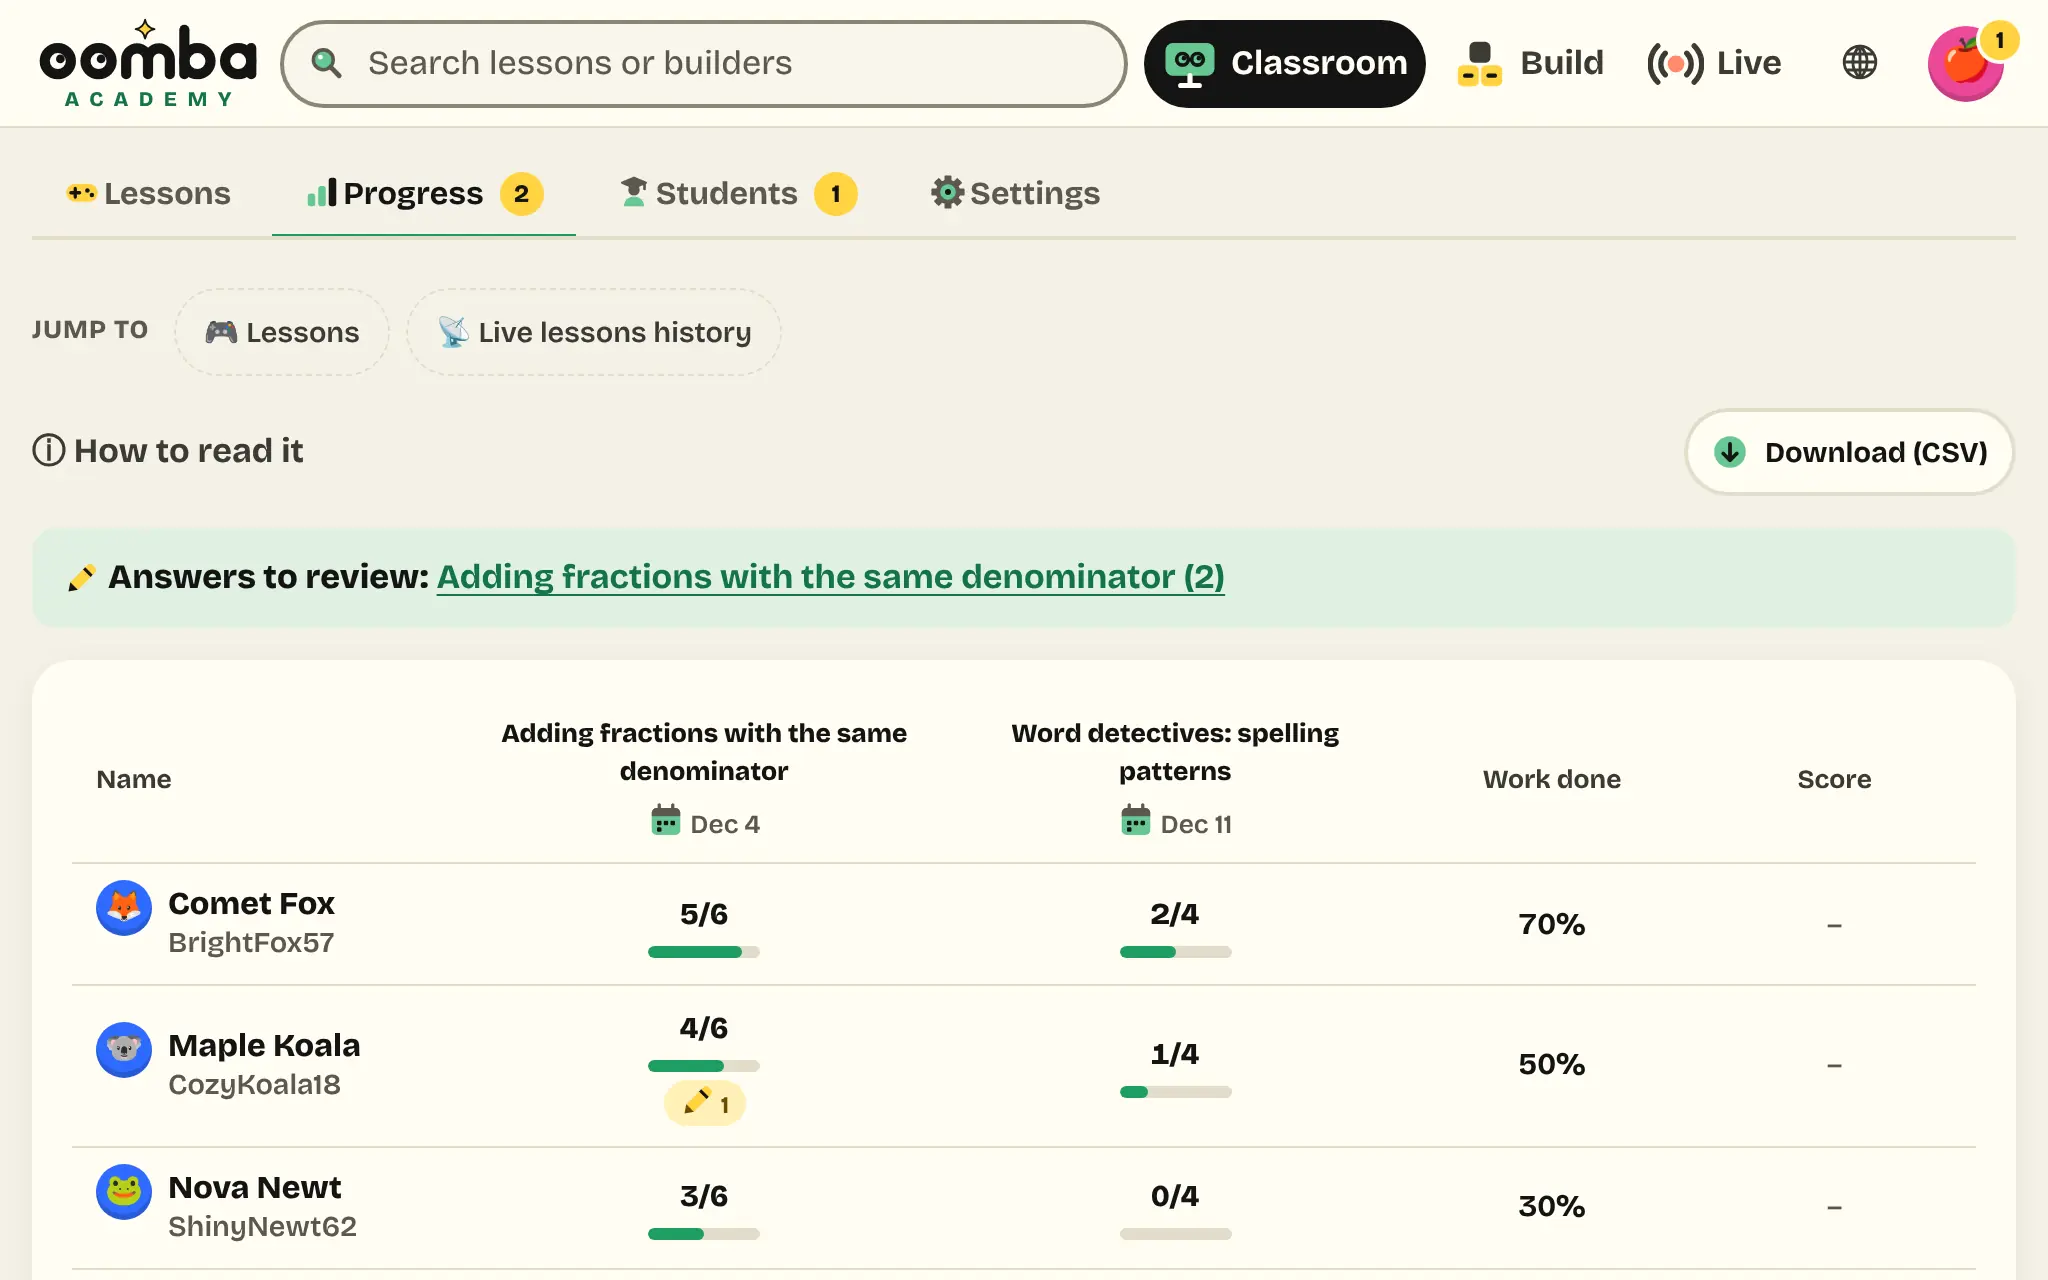 oomba
ACADEMY
Search lessons or builders
Classroom
Build
Live
1
Lessons
Progress 2
Students 1
Settings
JUMP TO
Lessons
Live lessons history
How to read it
Download (CSV)
Answers to review: Adding fractions with the same denominator (2)
Name
Adding fractions with the same
denominator
Dec 4
Word detectives: spelling
patterns
Dec 11
Work done
Score
Comet Fox
BrightFox57
5/6
2/4
70%
–
Maple Koala
CozyKoala18
4/6
1
1/4
50%
–
Nova Newt
ShinyNewt62
3/6
0/4
30%
–